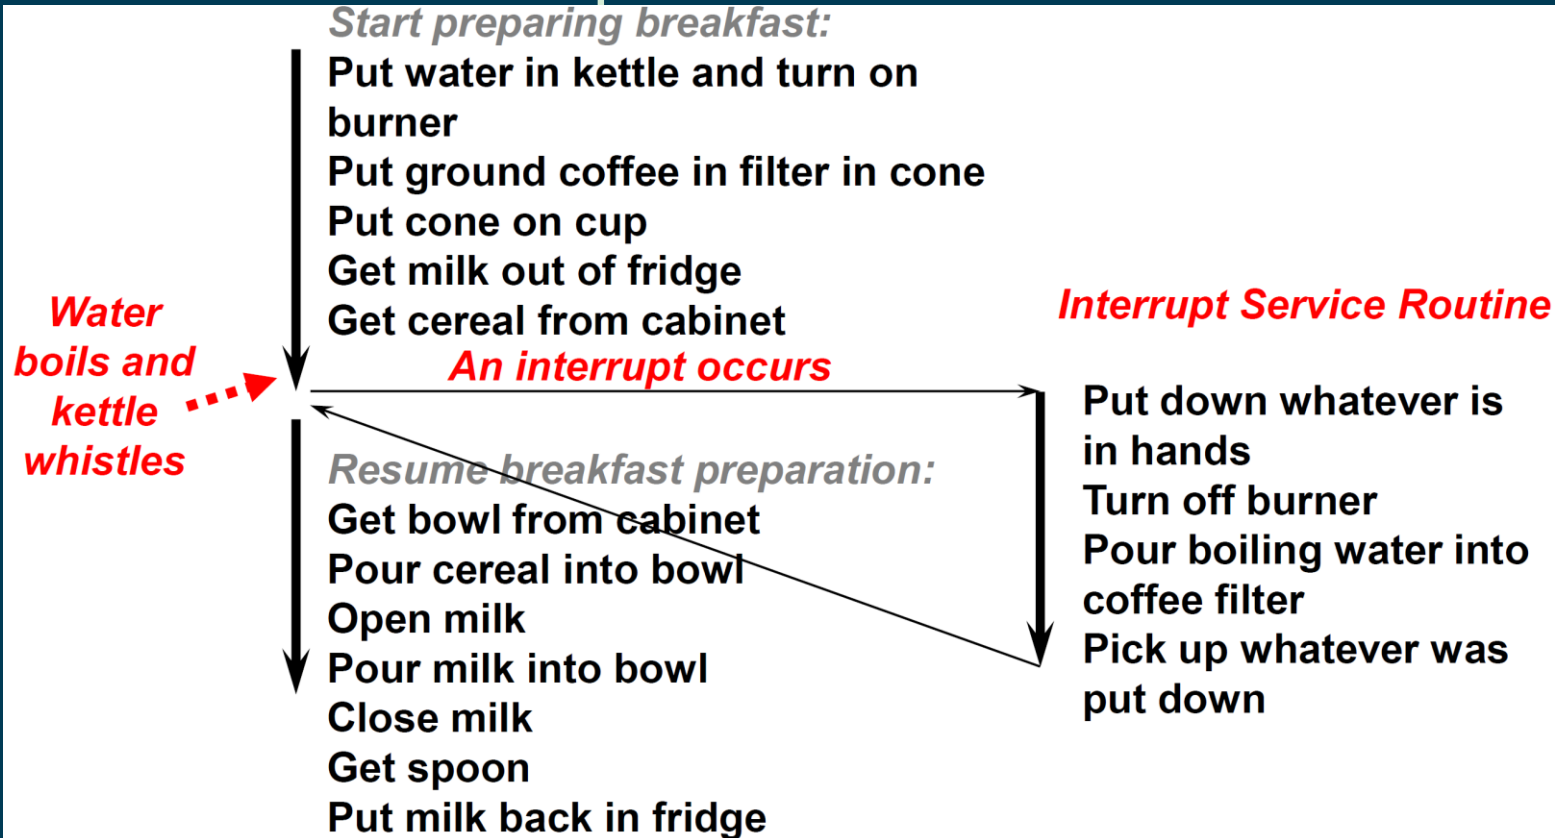 Start preparing breakfast:
Put water in kettle and turn on
burner
Put ground coffee in filter in cone
Put cone on cup
Get milk out of fridge
Get cereal from cabinet
Water
boils and
kettle
whistles
An interrupt occurs
Interrupt Service Routine
Put down whatever is
in hands
Turn off burner
Pour boiling water into
coffee filter
Pick up whatever was
put down
Resume breakfast preparation:
Get bowl from cabinet
Pour cereal into bowl
Open milk
Pour milk into bowl
Close milk
Get spoon
Put milk back in fridge